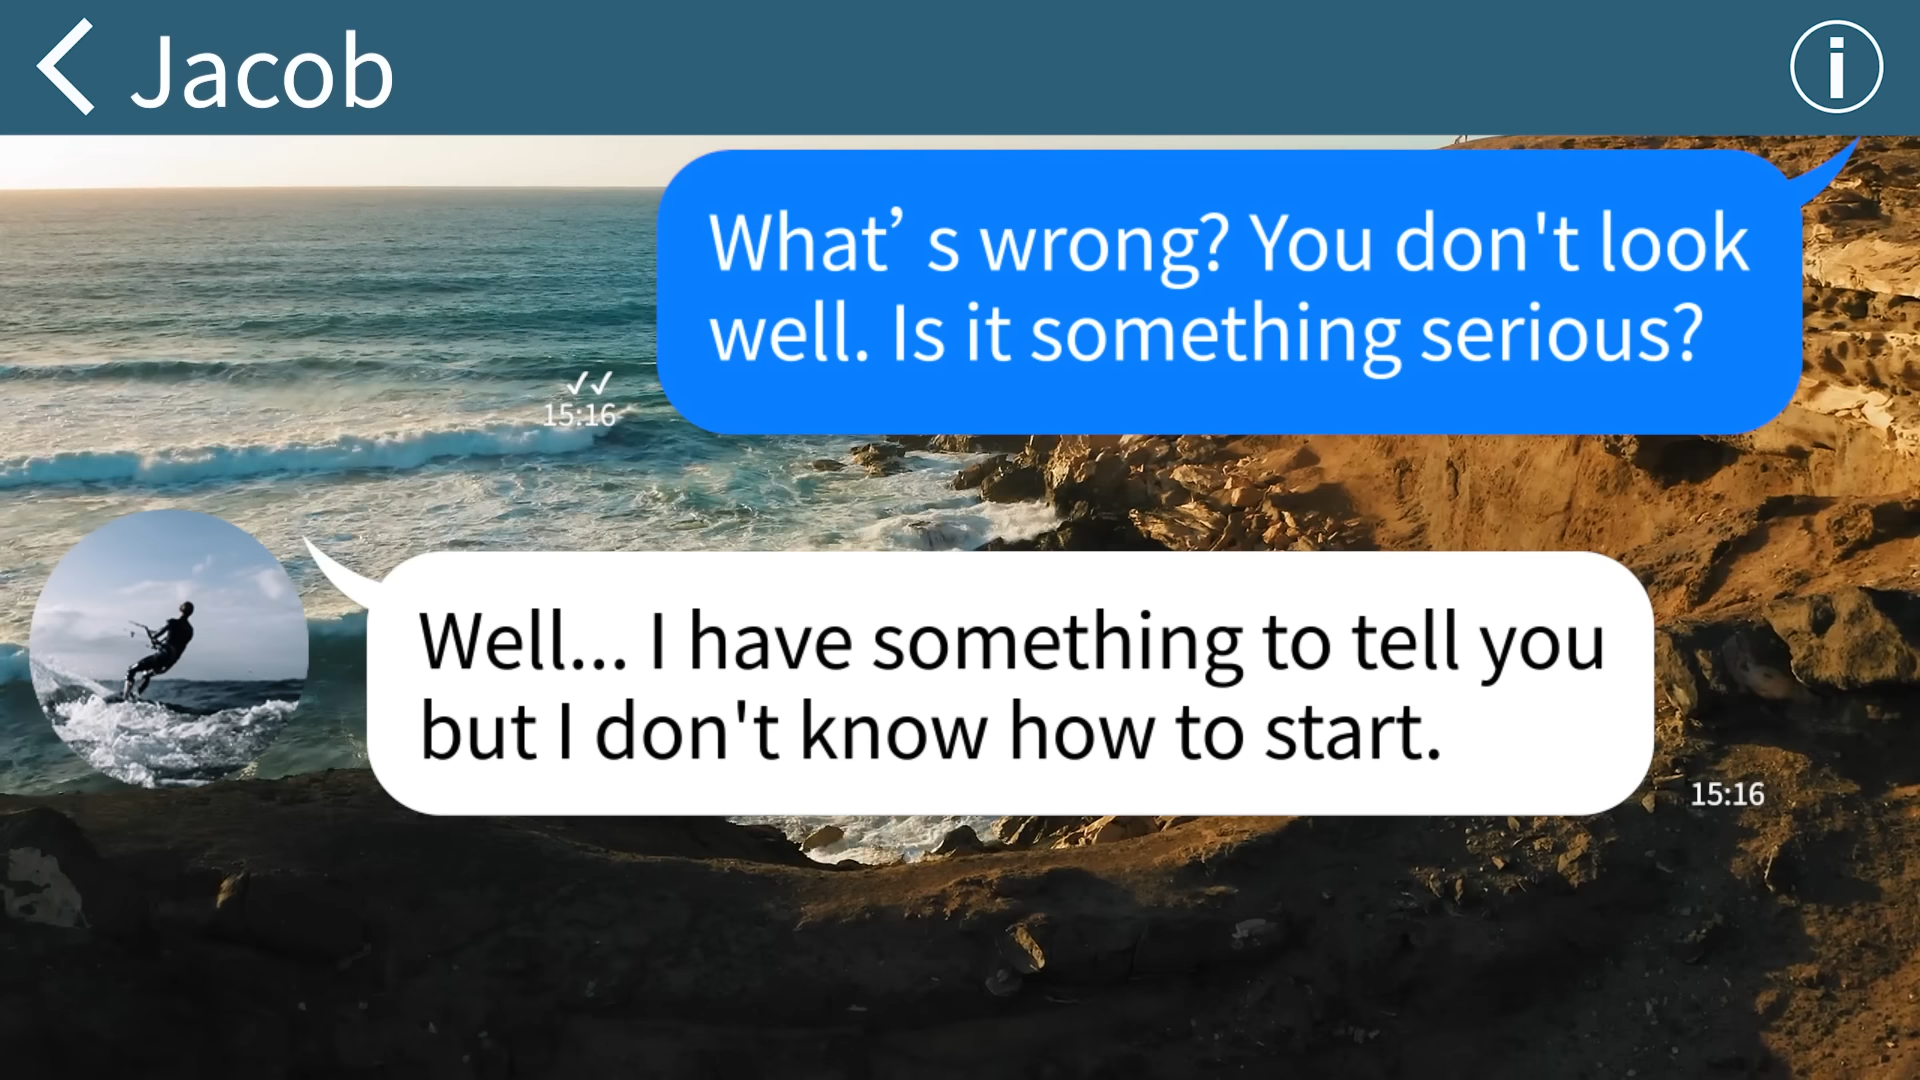 Jacob
What’s wrong? You don't look
well. Is it something serious?
✓✓
15:16
Well... I have something to tell you
but I don't know how to start.
15:16